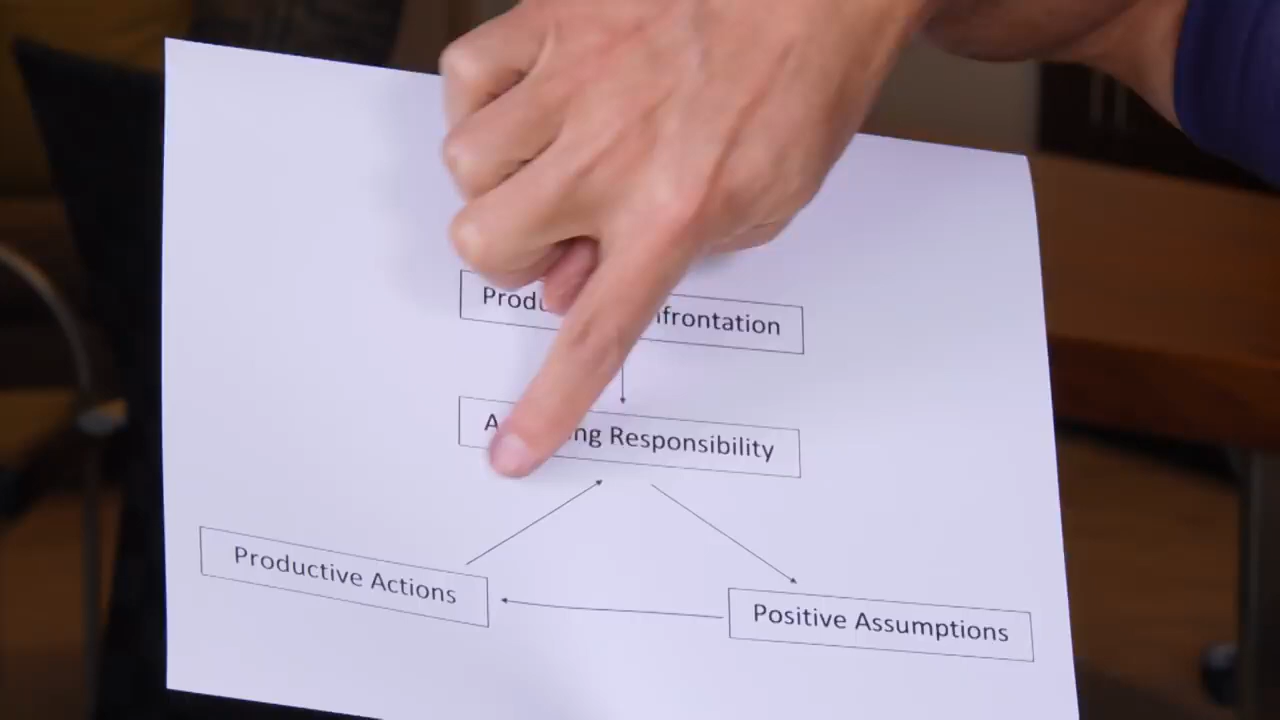 Produ nfrontation
A ng Responsibility
Productive Actions
Positive Assumptions